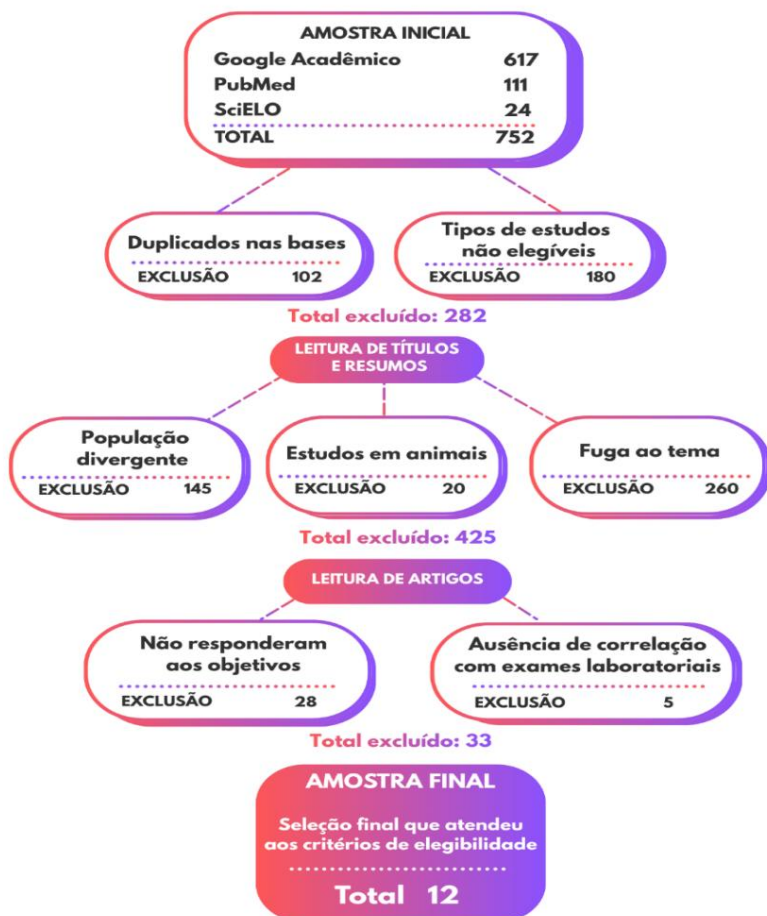 AMOSTRA INICIAL
Google Acadêmico 617
PubMed 111
SciELO 24
TOTAL 752
Duplicados nas bases
EXCLUSÃO 102
Tipos de estudos
não elegíveis
EXCLUSÃO 180
Total excluído: 282
LEITURA DE TÍTULOS
E RESUMOS
População
divergente
EXCLUSÃO 145
Estudos em animais
EXCLUSÃO 20
Fuga ao tema
EXCLUSÃO 260
Total excluído: 425
LEITURA DE ARTIGOS
Não responderam
aos objetivos
EXCLUSÃO 28
Ausência de correlação
com exames laboratoriais
EXCLUSÃO 5
Total excluído: 33
AMOSTRA FINAL
Seleção final que atendeu
aos critérios de elegibilidade
Total 12